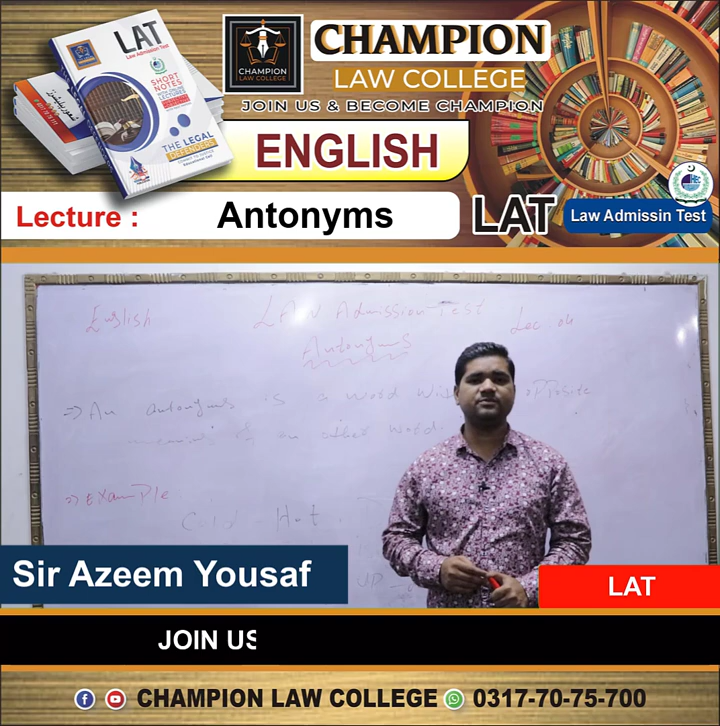 LAT
Law Admission Test
SHORT
NOTES
THE LEGAL
DEFENDERS
CHAMPION
LAW COLLEGE
CHAMPION
LAW COLLEGE
JOIN US & BECOME CHAMPION
ENGLISH
Lecture : Antonyms
LAT
HEC
Law Admissin Test
English
LAW Admission Test
Lec 04
Antonyms
=> An antonyms is a word opposite
meaning of an other word.
=> Example
Cold - Hot
UP
Sir Azeem Yousaf
LAT
JOIN US
CHAMPION LAW COLLEGE 0317-70-75-700